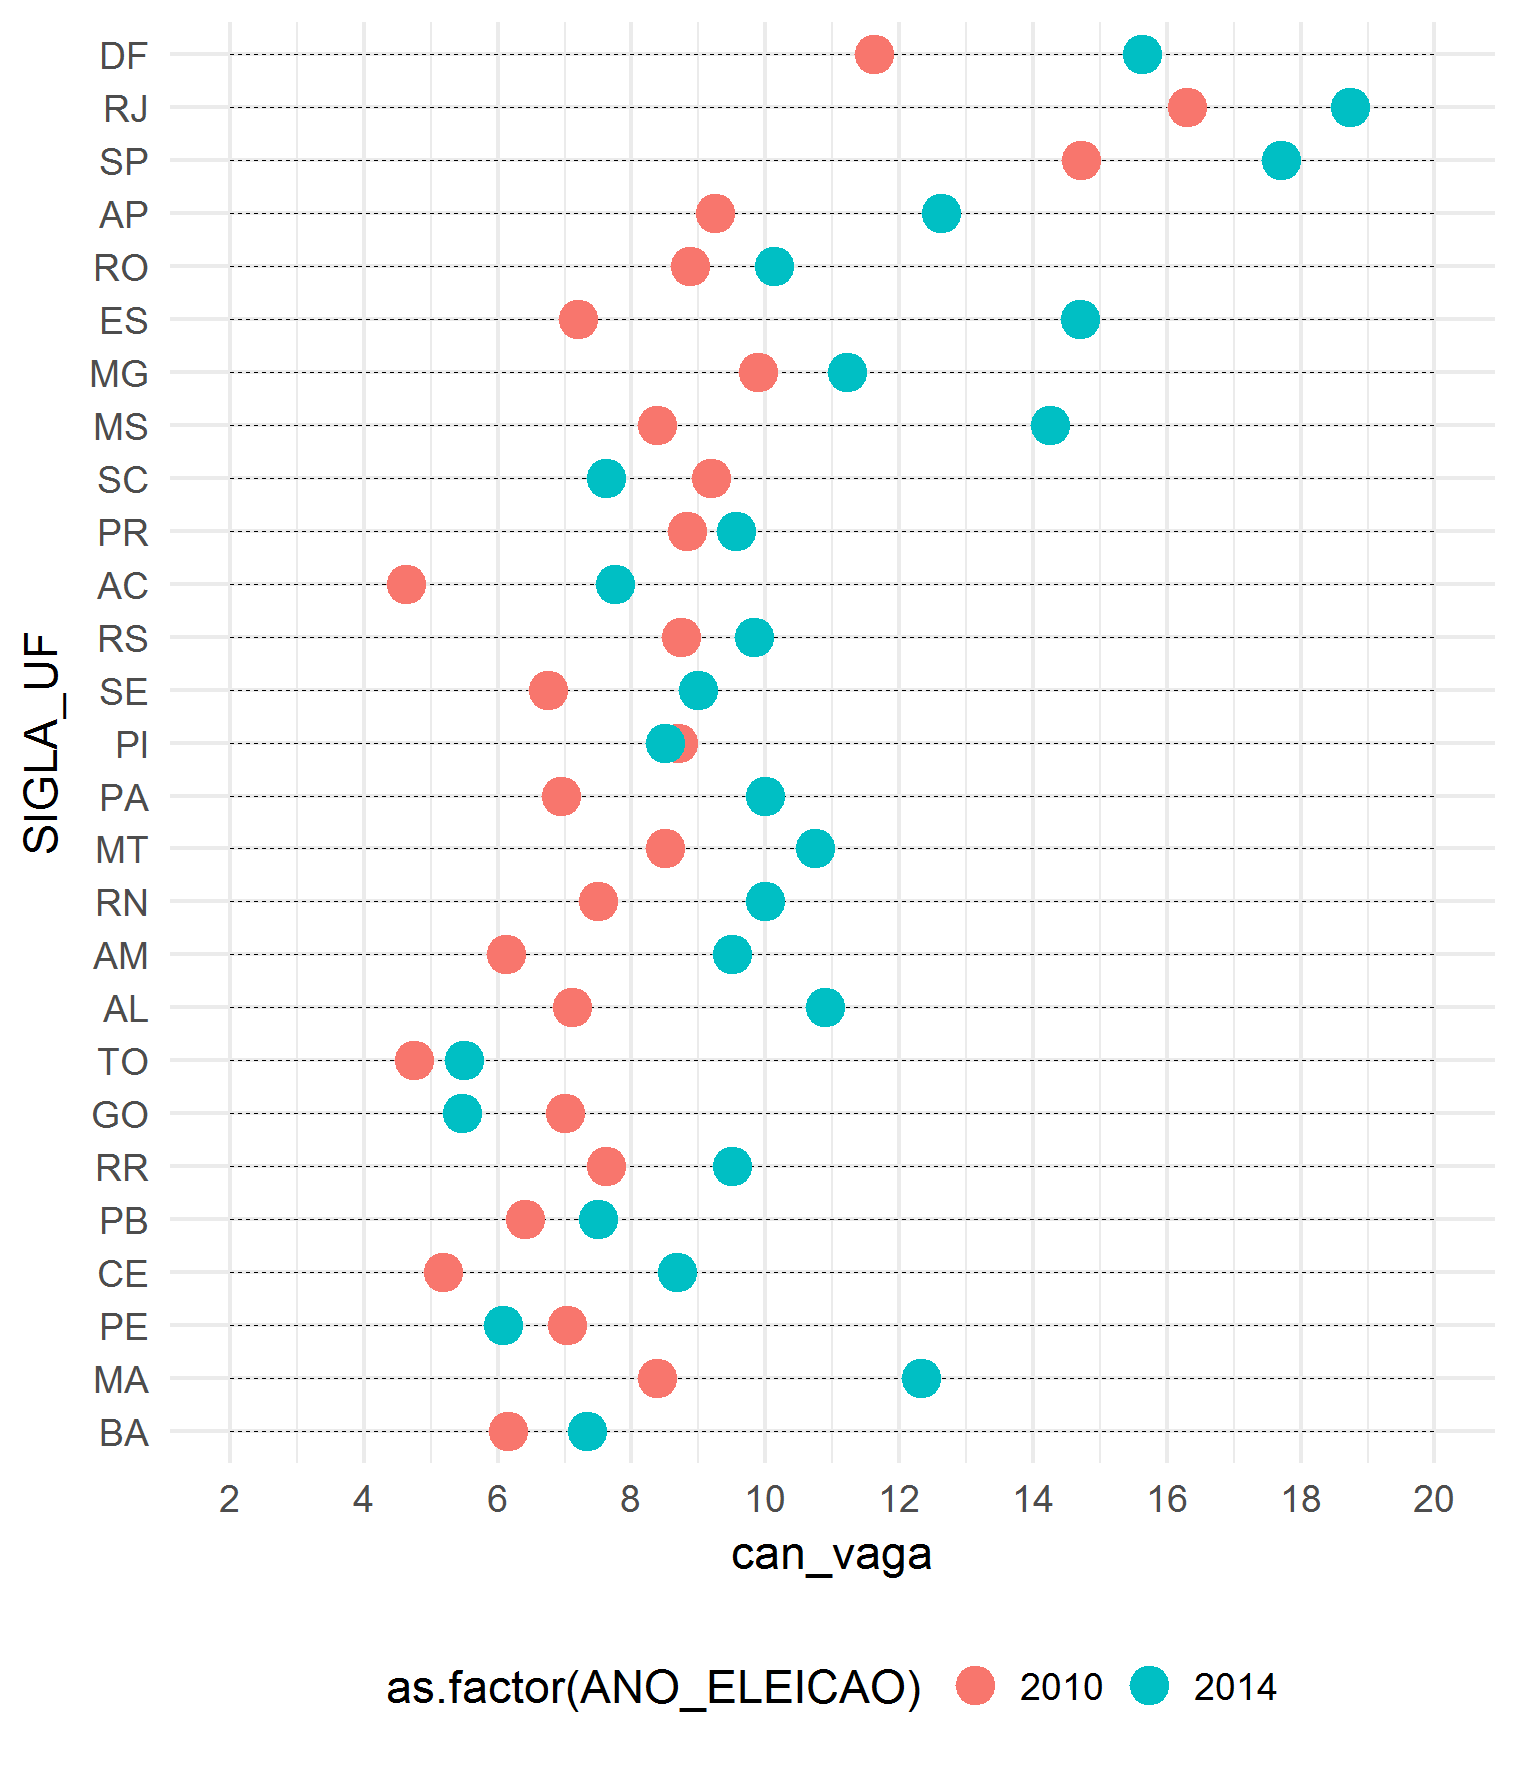 DF
RJ
SP
AP
RO
ES
MG
MS
SC
PR
AC
RS
SE
PI
PA
MT
RN
AM
AL
TO
GO
RR
PB
CE
PE
MA
BA
SIGLA_UF
2 4 6 8 10 12 14 16 18 20
can_vaga
as.factor(ANO_ELEICAO) 2010 2014